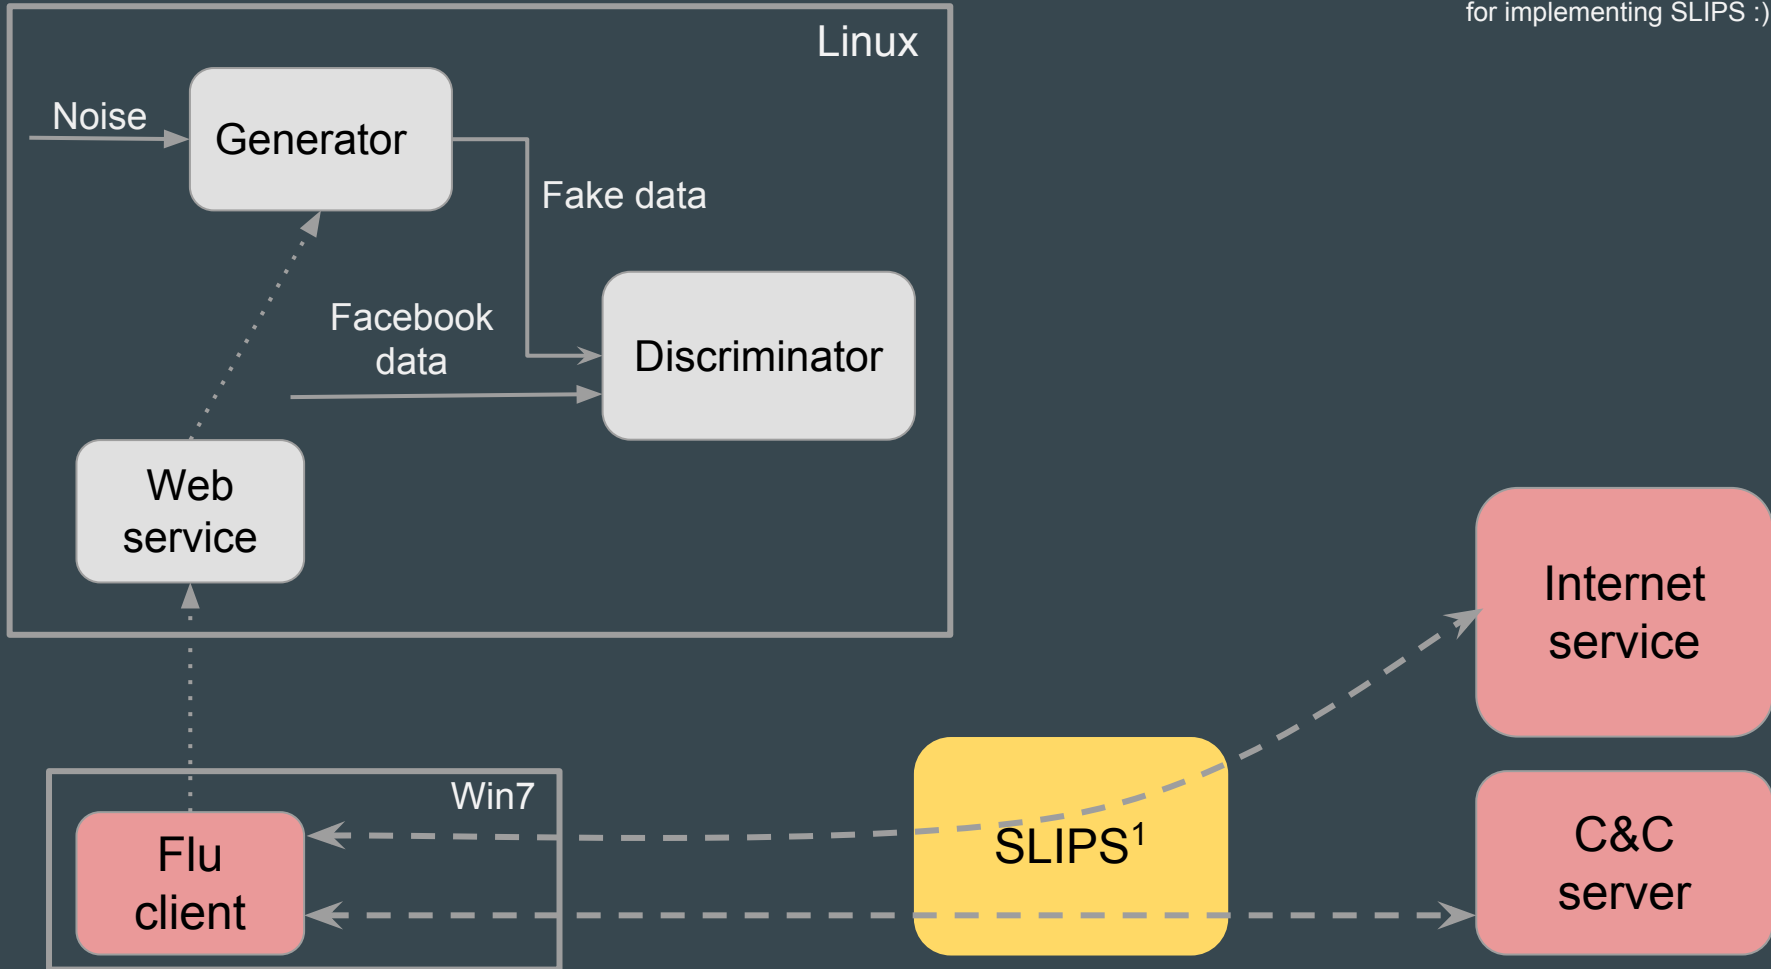 for implementing SLIPS :)
Linux
Noise
Generator
Fake data
Facebook
data
Discriminator
Web
service
Internet
service
Win7
Flu
client
SLIPS¹
C&C
server